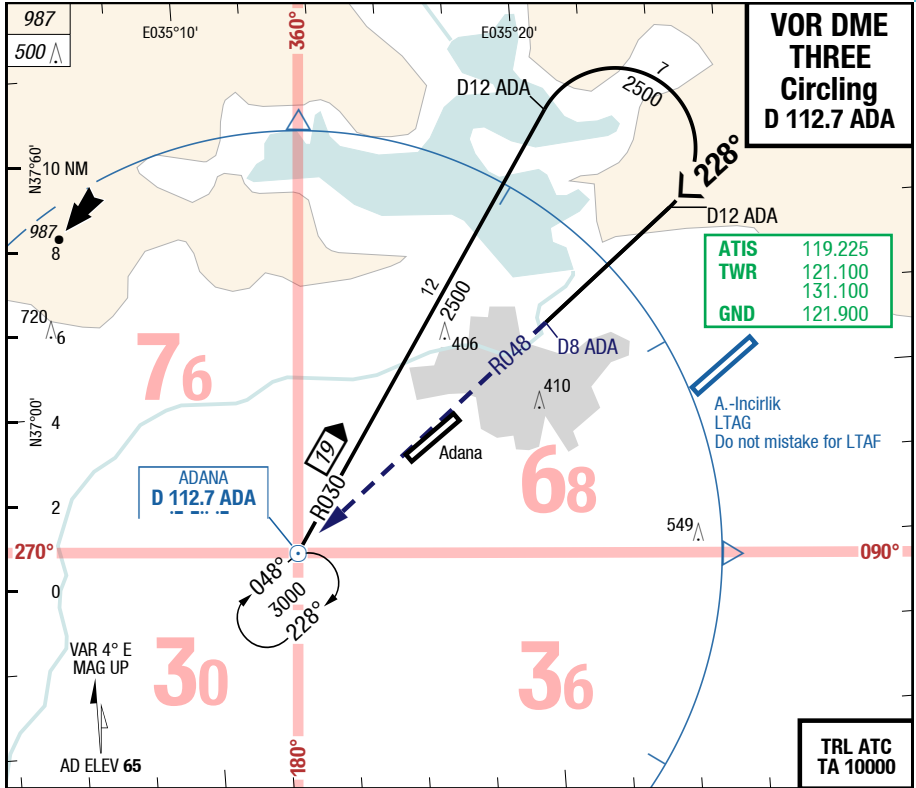 987
500
E035°10'
360°
E035°20'
VOR DME
THREE
Circling
D 112.7 ADA
D12 ADA
7
2500
N37°60'
10 NM
228°
D12 ADA
987
8
ATIS 119.225
TWR 121.100
131.100
GND 121.900
12
2500
720
6
406
R048
D8 ADA
76
410
A.-Incirlik
LTAG
Do not mistake for LTAF
N37°00'
4
19
Adana
ADANA
D 112.7 ADA
R030
68
2
549
270°
090°
048°
3000
228°
0
VAR 4° E
MAG UP
30
36
180°
AD ELEV 65
TRL ATC
TA 10000